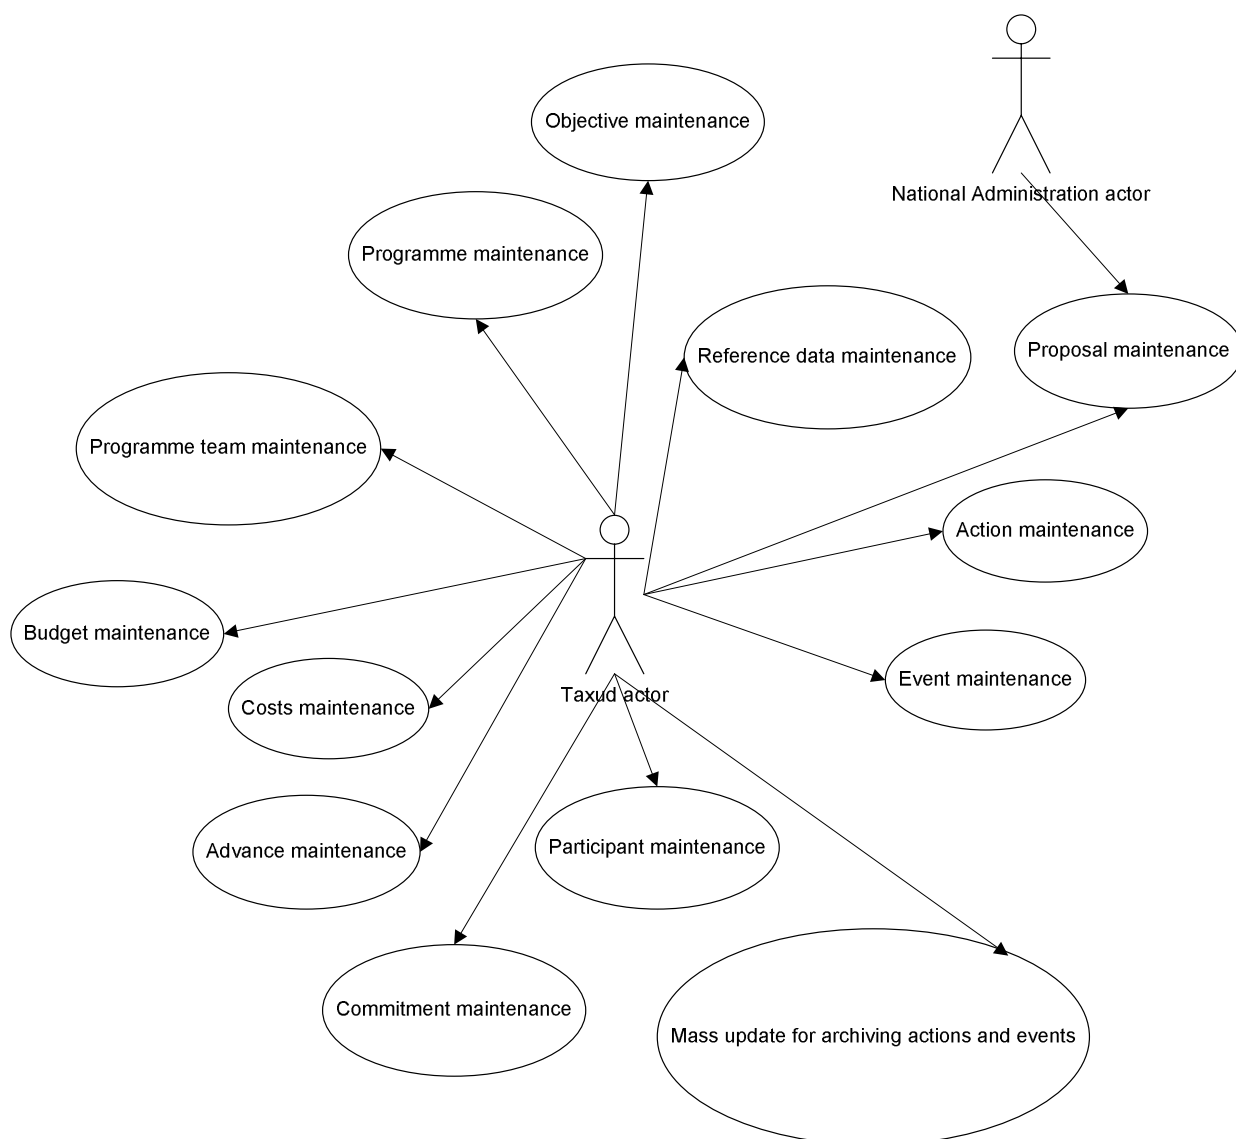 Objective maintenance
National Administration actor
Programme maintenance
Reference data maintenance
Proposal maintenance
Programme team maintenance
Action maintenance
Budget maintenance
Event maintenance
Taxud actor
Costs maintenance
Advance maintenance
Participant maintenance
Commitment maintenance
Mass update for archiving actions and events